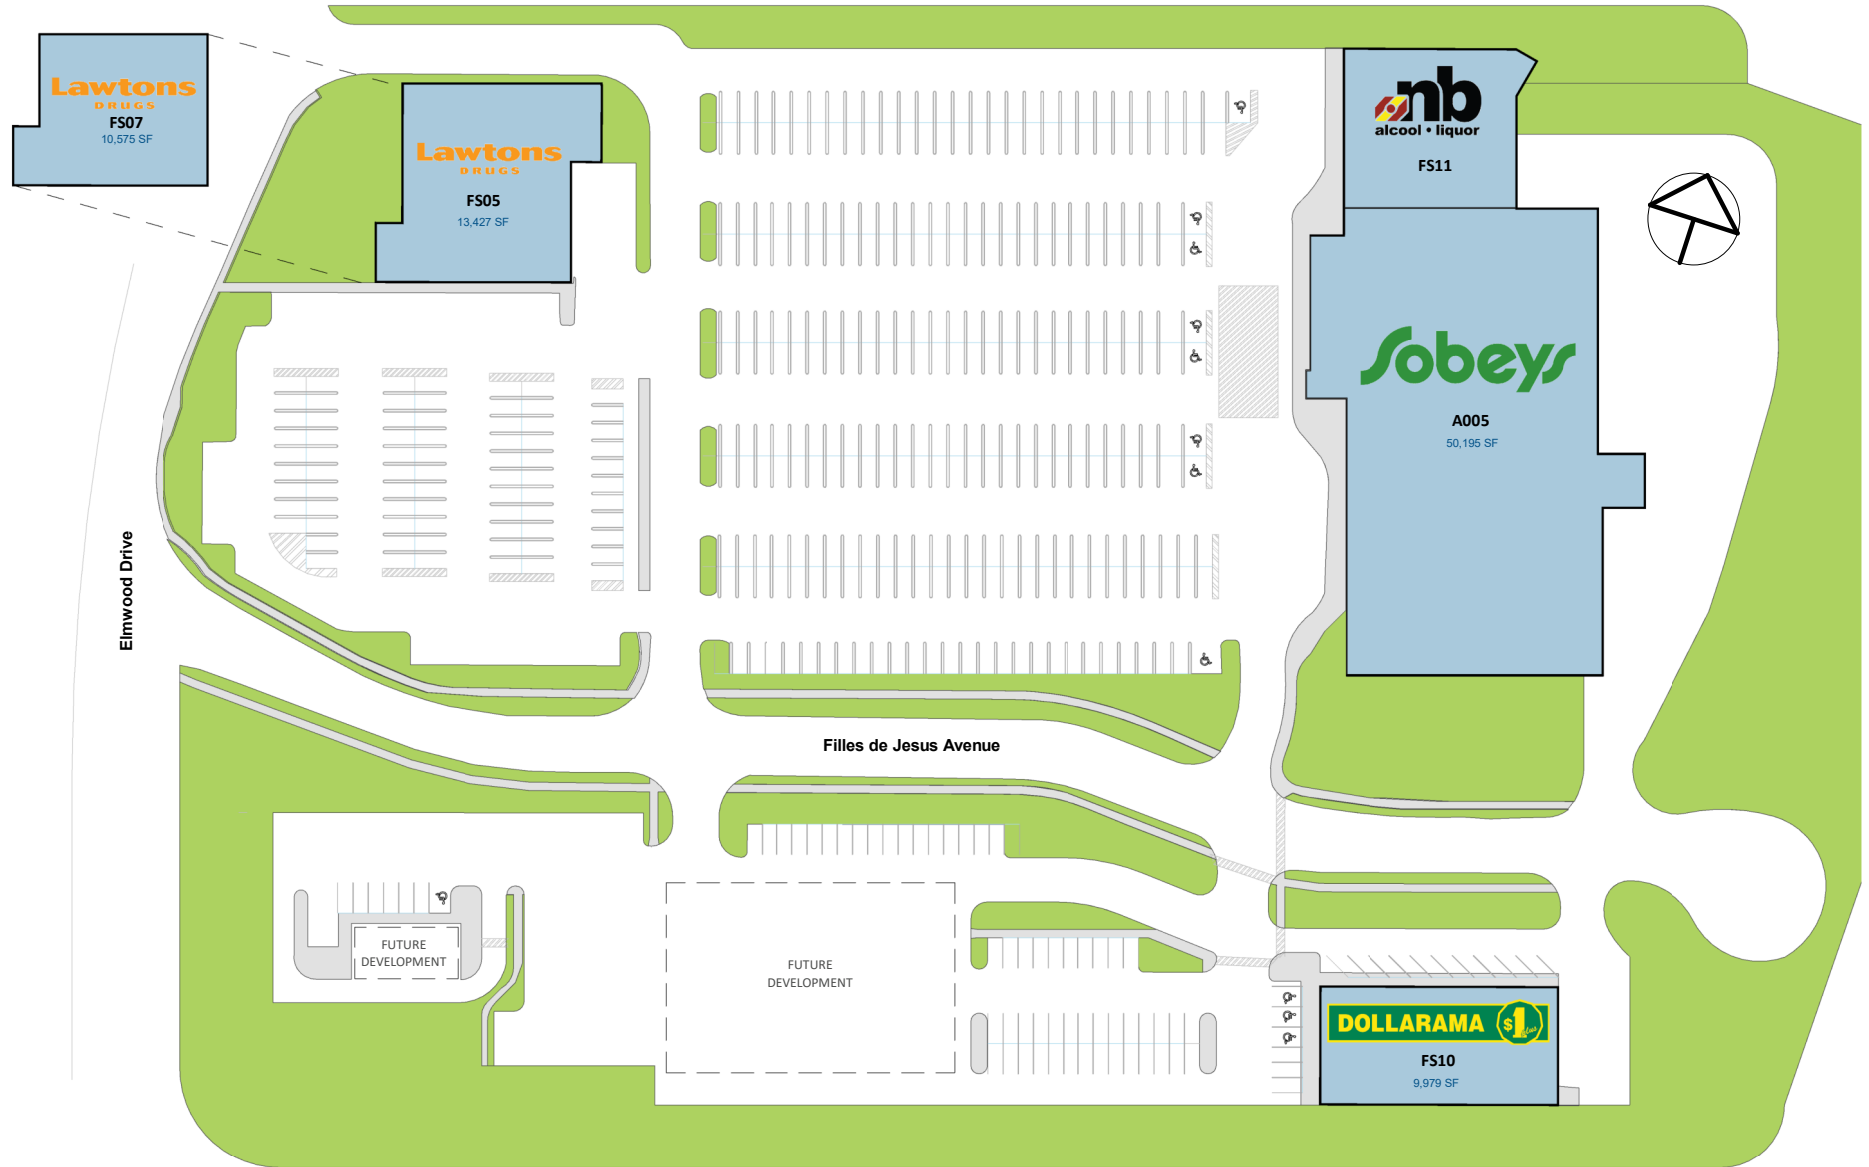 Lawtons
DRUGS
FS07
10,575 SF
Lawtons
DRUGS
FS05
13,427 SF
nb
alcool • liquor
FS11
Sobeys
A005
50,195 SF
Elmwood Drive
Filles de Jesus Avenue
FUTURE
DEVELOPMENT
FUTURE
DEVELOPMENT
DOLLARAMA $1 plus
FS10
9,979 SF